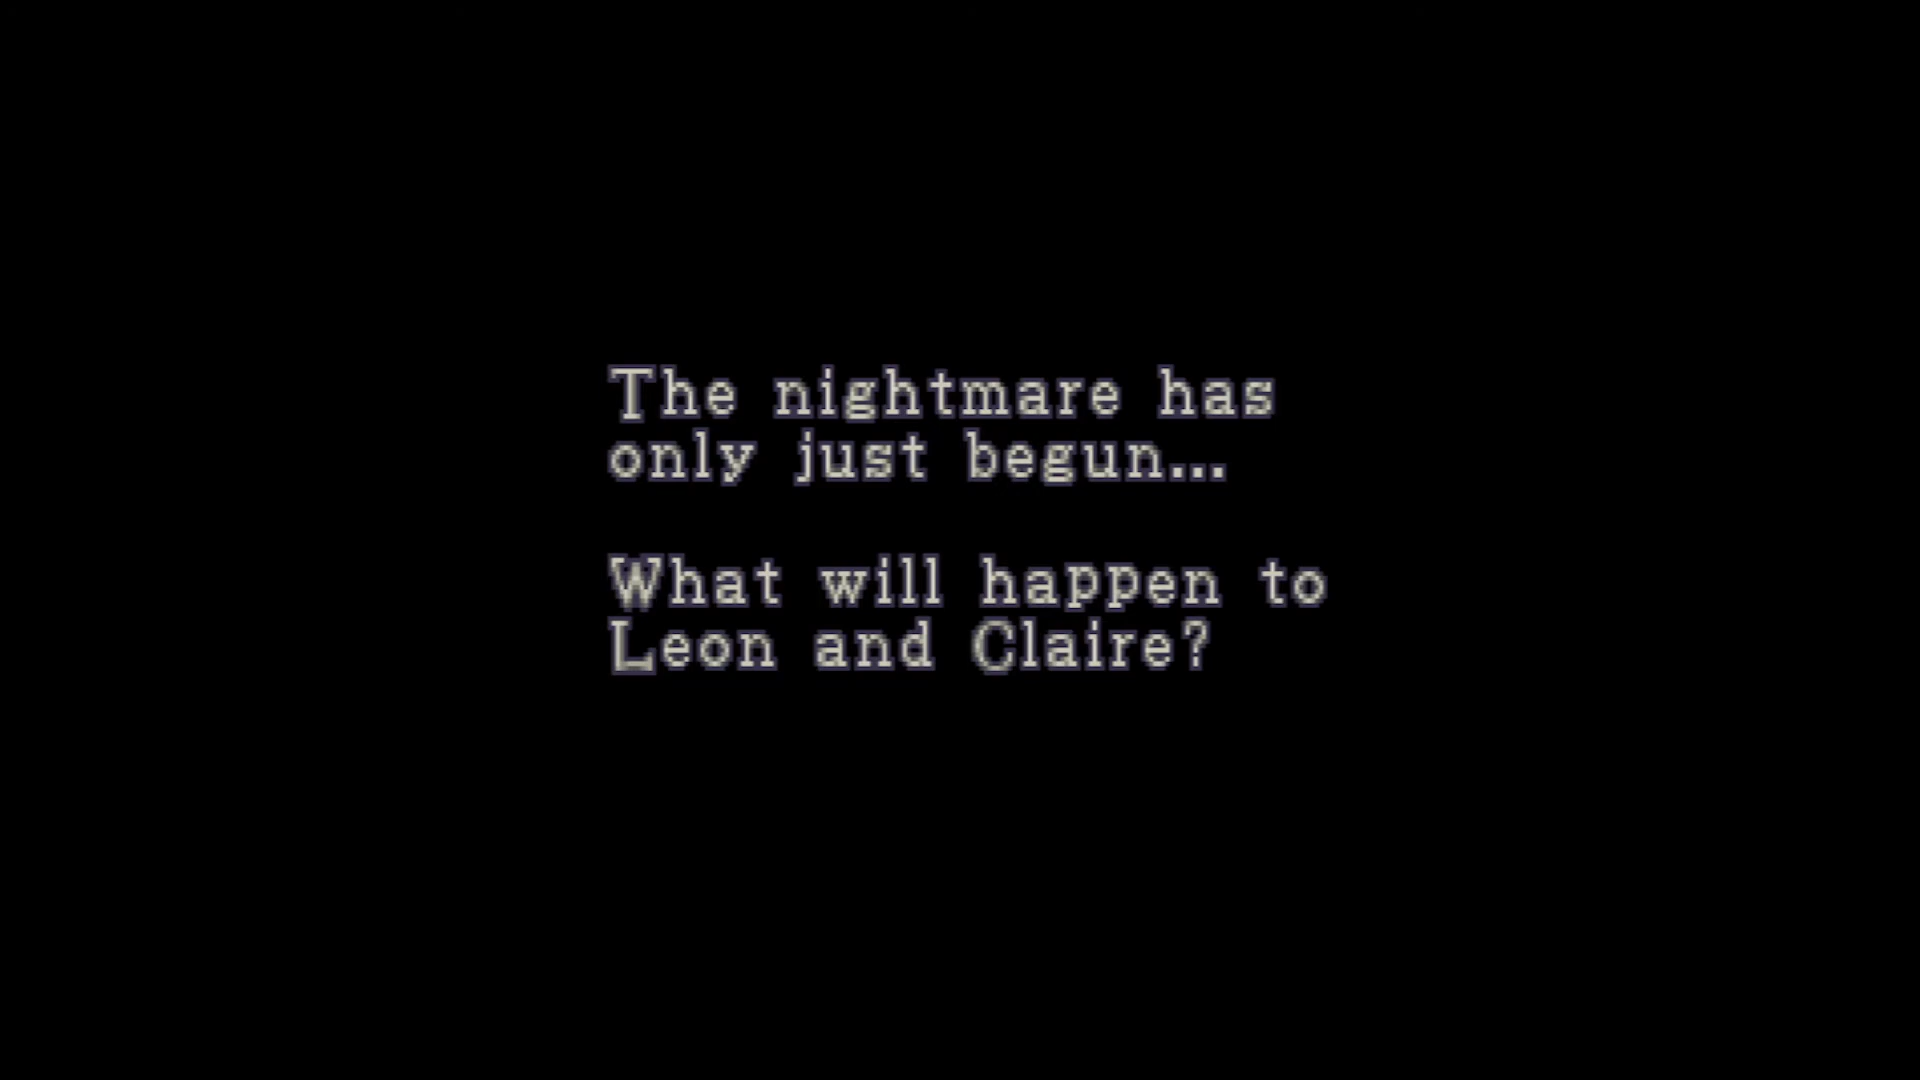 The nightmare has
only just begun...
What will happen to
Leon and Claire?